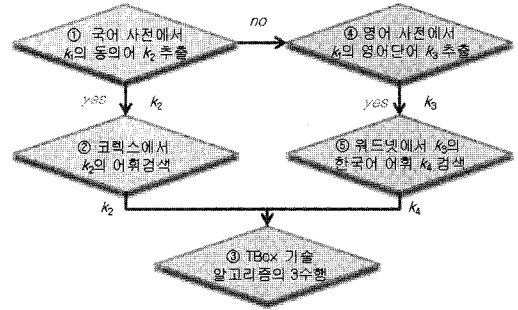 ① 국어 사전에서
k₁의 동의어 k₂ 추출
no
④ 영어 사전에서
k₁의 영어단어 k₃ 추출
yes
k₂
yes
k₃
② 코렉스에서
k₂의 어휘검색
⑤ 워드넷에서 k₃의
한국어 어휘 k₄ 검색
k₂
k₄
③ TBox 기술
알고리즘의 3수행